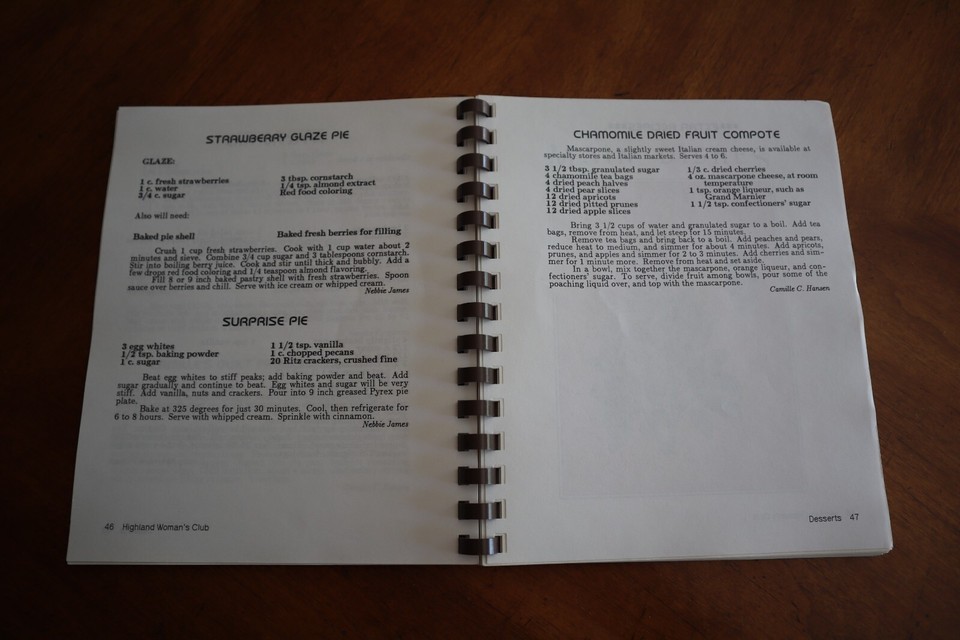 STRAWBERRY GLAZE PIE
GLAZE:
1 c. fresh strawberries
1 c. water
3/4 c. sugar
3 tbsp. cornstarch
1/4 tsp. almond extract
Red food coloring
Also will need:
Baked pie shell
Baked fresh berries for filling
Crush 1 cup fresh strawberries. Cook with 1 cup water about 2
minutes and sieve. Combine 3/4 cup sugar and 3 tablespoons cornstarch.
Stir into boiling berry juice. Cook and stir until thick and bubbly. Add a
few drops red food coloring and 1/4 teaspoon almond flavoring.
Fill 8 or 9 inch baked pastry shell with fresh strawberries. Spoon
sauce over berries and chill. Serve with ice cream or whipped cream.
Nebbie James
SURPRISE PIE
3 egg whites
1/2 tsp. baking powder
1 c. sugar
1 1/2 tsp. vanilla
1 c. chopped pecans
20 Ritz crackers, crushed fine
Beat egg whites to stiff peaks; add baking powder and beat. Add
sugar gradually and continue to beat. Egg whites and sugar will be very
stiff. Add vanilla, nuts and crackers. Pour into 9 inch greased Pyrex pie
plate.
Bake at 325 degrees for just 30 minutes. Cool, then refrigerate for
6 to 8 hours. Serve with whipped cream. Sprinkle with cinnamon.
Nebbie James
46 Highland Woman's Club
CHAMOMILE DRIED FRUIT COMPOTE
Mascarpone, a slightly sweet Italian cream cheese, is available at
specialty stores and Italian markets. Serves 4 to 6.
3 1/2 tbsp. granulated sugar
4 chamomile tea bags
4 dried peach halves
4 dried pear slices
12 dried apricots
12 dried pitted prunes
12 dried apple slices
1/3 c. dried cherries
4 oz. mascarpone cheese, at room
temperature
1 tsp. orange liqueur, such as
Grand Marnier
1 1/2 tsp. confectioners' sugar
Bring 3 1/2 cups of water and granulated sugar to a boil. Add tea
bags, remove from heat, and let steep for 15 minutes.
Remove tea bags and bring back to a boil. Add peaches and pears,
reduce heat to medium, and simmer for about 4 minutes. Add apricots,
prunes, and apples and simmer for 2 to 3 minutes. Add cherries and sim-
mer for 1 minute more. Remove from heat and set aside.
In a bowl, mix together the mascarpone, orange liqueur, and con-
fectioners' sugar. To serve, divide fruit among bowls, pour some of the
poaching liquid over, and top with the mascarpone.
Camille C. Hansen
Desserts 47